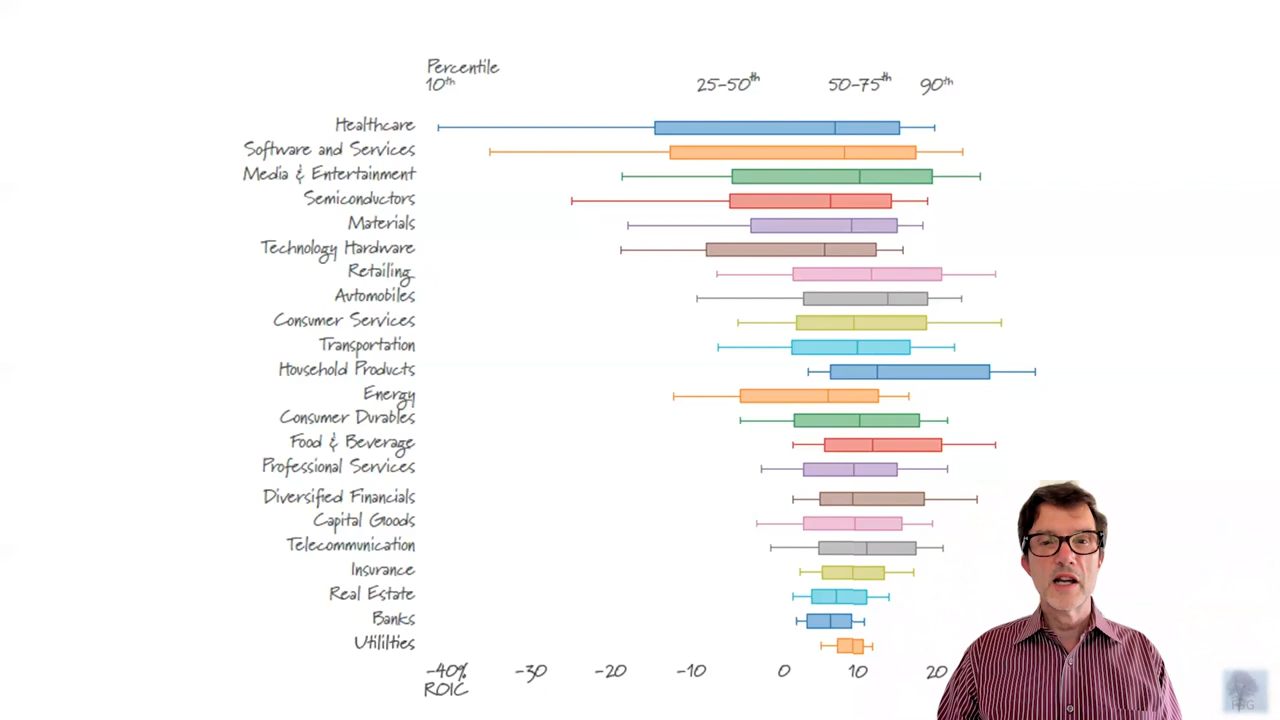 Percentile
10th 25-50th 50-75th 90th
Healthcare
Software and Services
Media & Entertainment
Semiconductors
Materials
Technology Hardware
Retailing
Automobiles
Consumer Services
Transportation
Household Products
Energy
Consumer Durables
Food & Beverage
Professional Services
Diversified Financials
Capital Goods
Telecommunication
Insurance
Real Estate
Banks
Utililties
-40% -30 -20 -10 0 10 20
ROIC